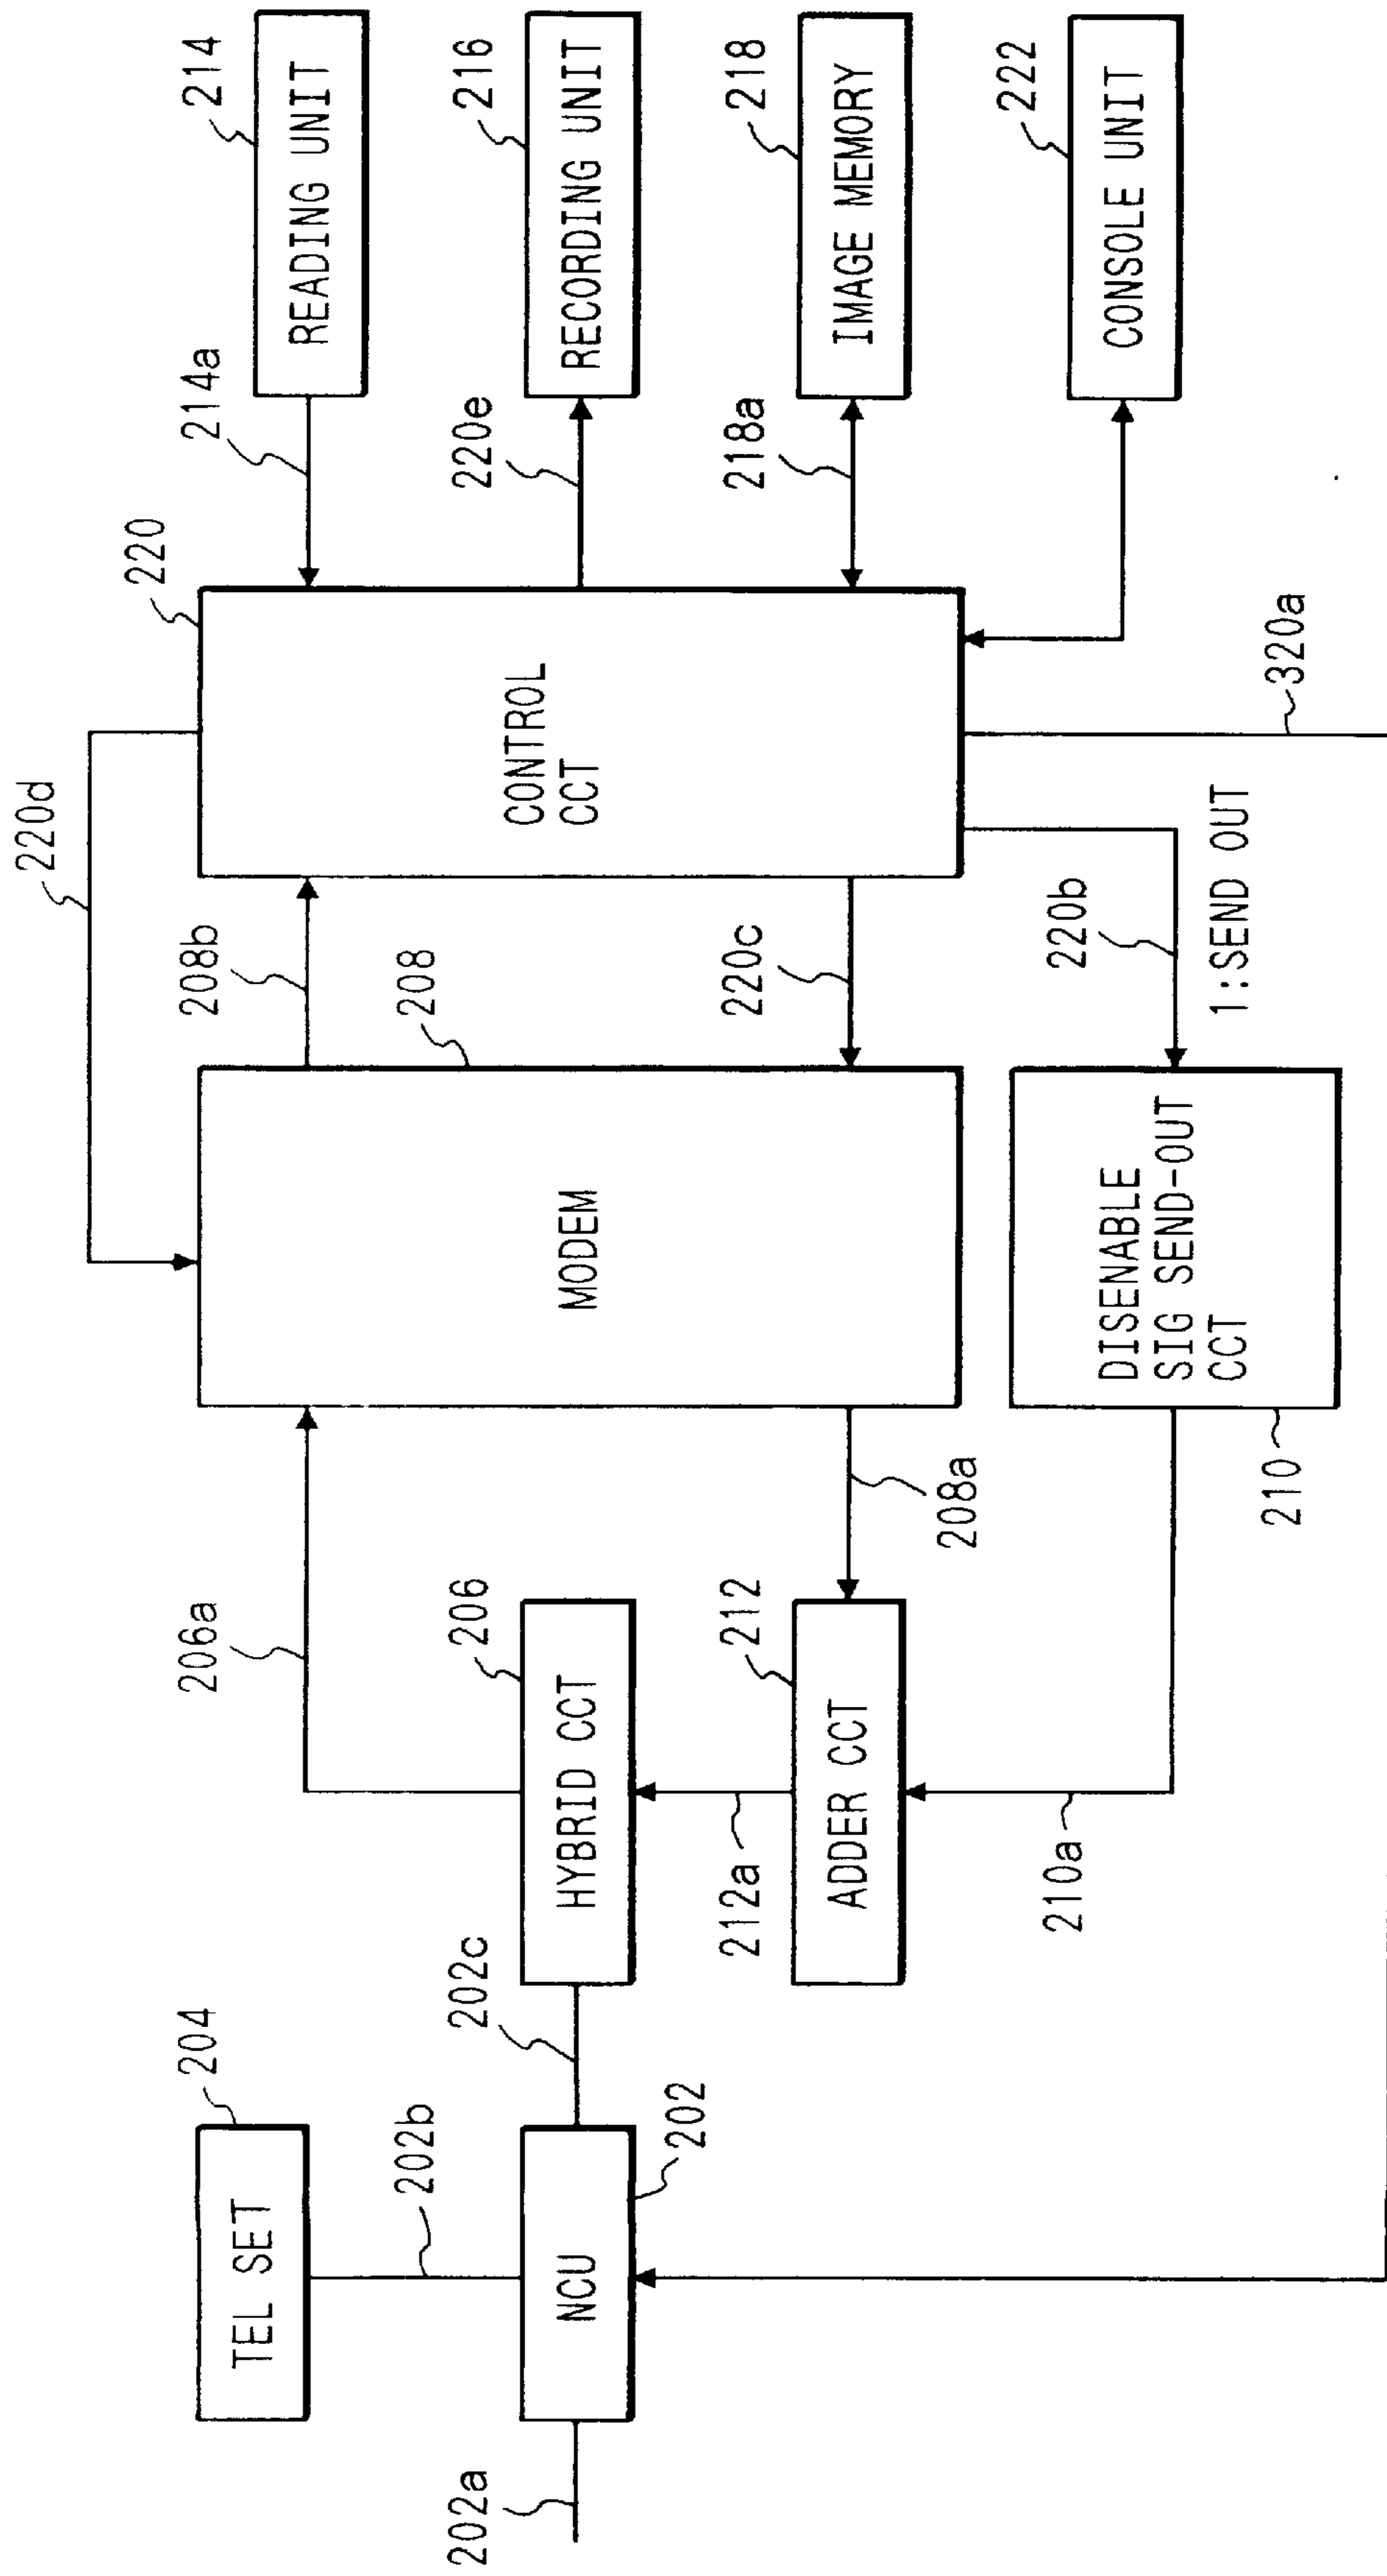 204
TEL SET
202b
202a
NCU
202
202c
206a
206
HYBRID CCT
212a
212
ADDER CCT
210a
208a
220d
208b
208
MODEM
220c
220b
1:SEND OUT
DISENABLE
SIG SEND-OUT
CCT
210
220
CONTROL
CCT
320a
214a
214
READING UNIT
220e
216
RECORDING UNIT
218a
218
IMAGE MEMORY
222
CONSOLE UNIT